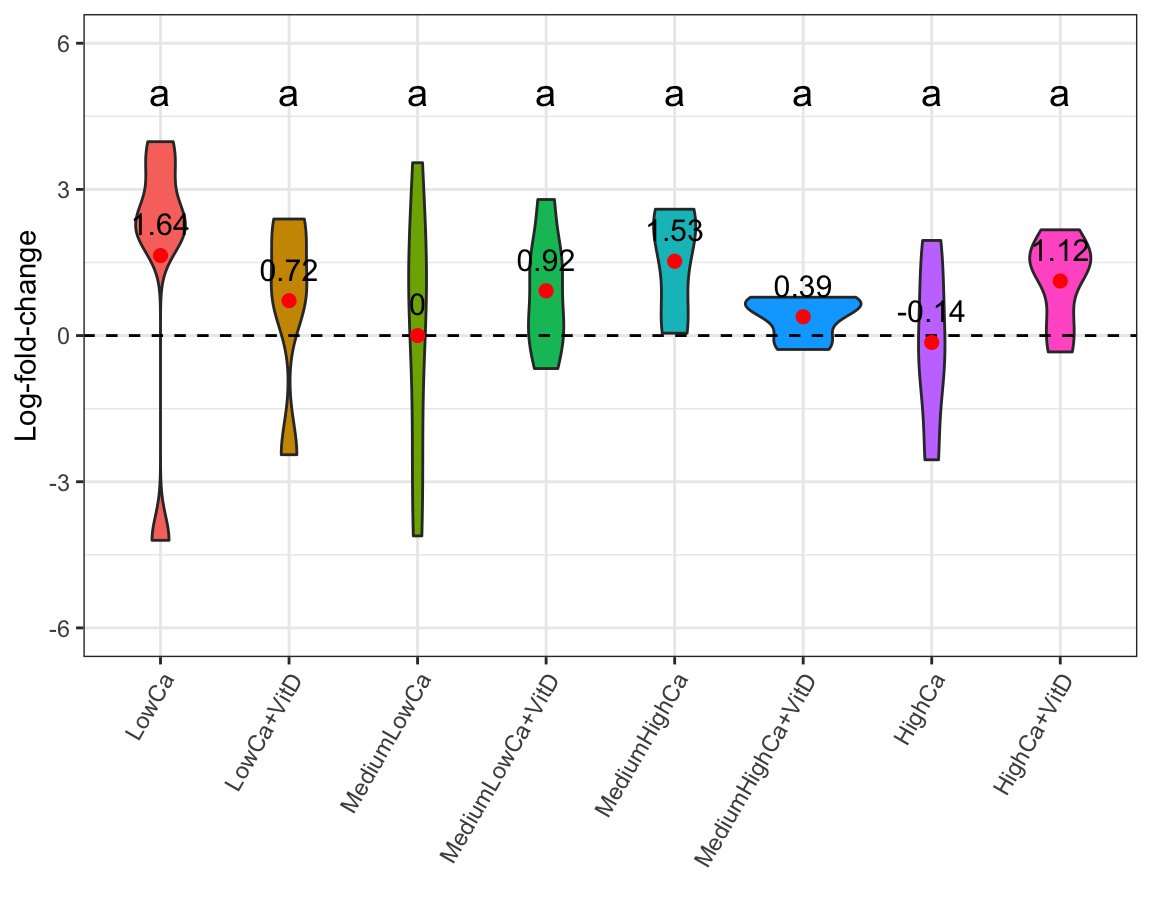 6
3
0
-3
-6
Log-fold-change
a a a a a a a a
1.64
0.72
0
0.92
1.53
0.39
-0.14
1.12
LowCa
LowCa+VitD
MediumLowCa
MediumLowCa+VitD
MediumHighCa
MediumHighCa+VitD
HighCa
HighCa+VitD